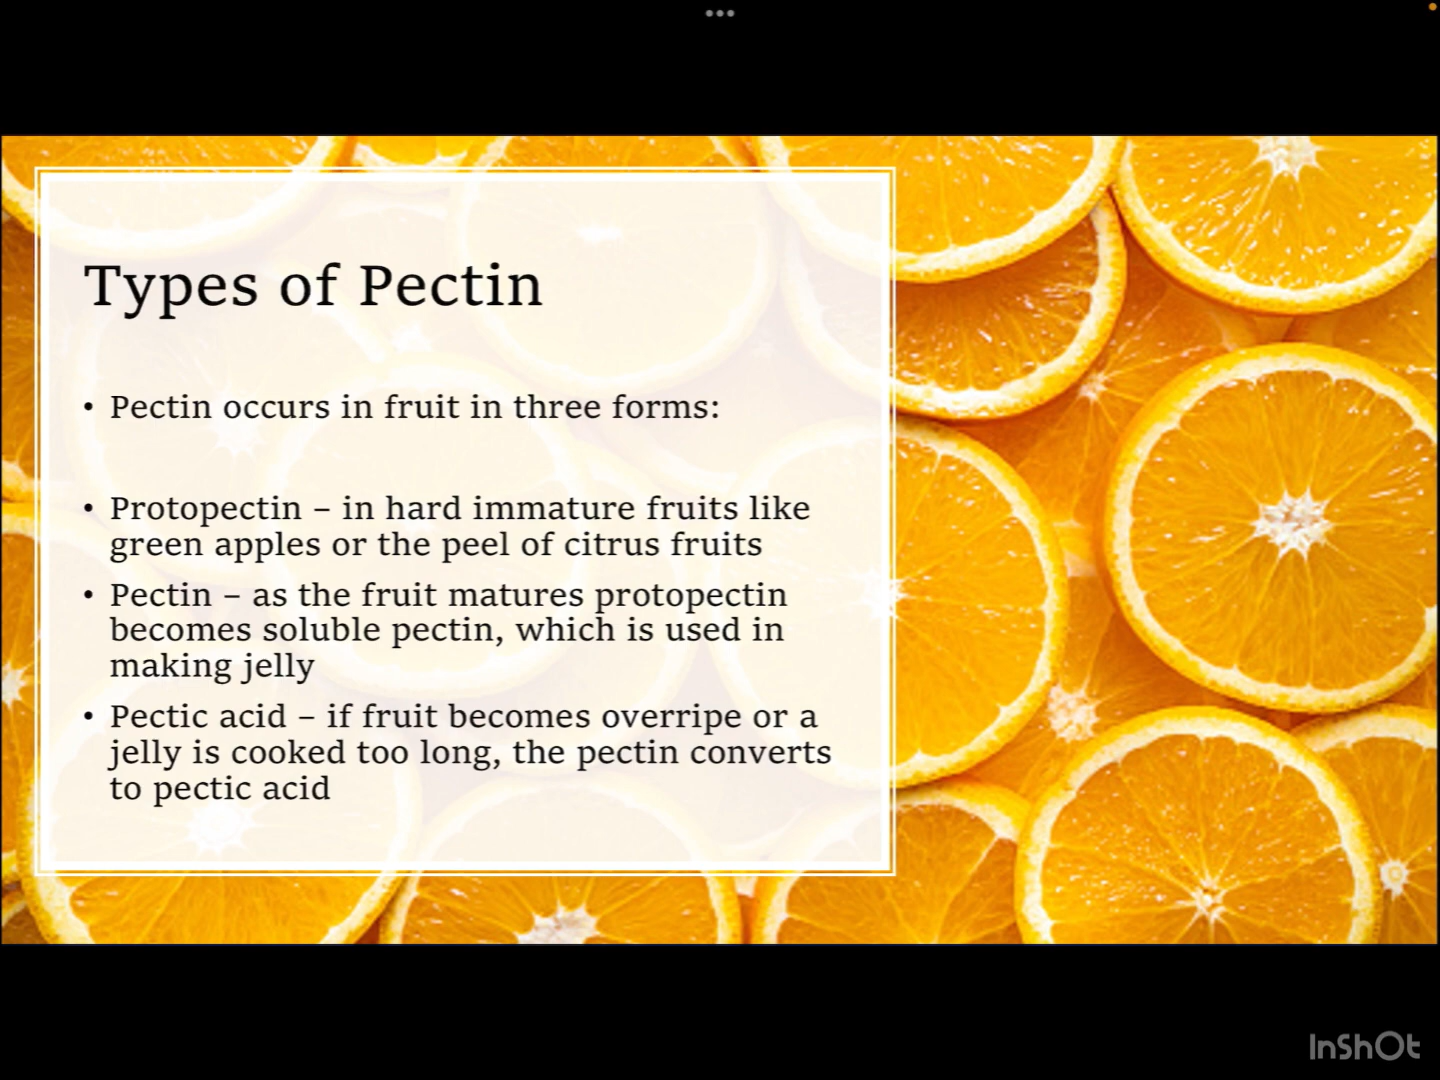 Types of Pectin
• Pectin occurs in fruit in three forms:
• Protopectin – in hard immature fruits like
green apples or the peel of citrus fruits
• Pectin – as the fruit matures protopectin
becomes soluble pectin, which is used in
making jelly
• Pectic acid – if fruit becomes overripe or a
jelly is cooked too long, the pectin converts
to pectic acid
InShOt